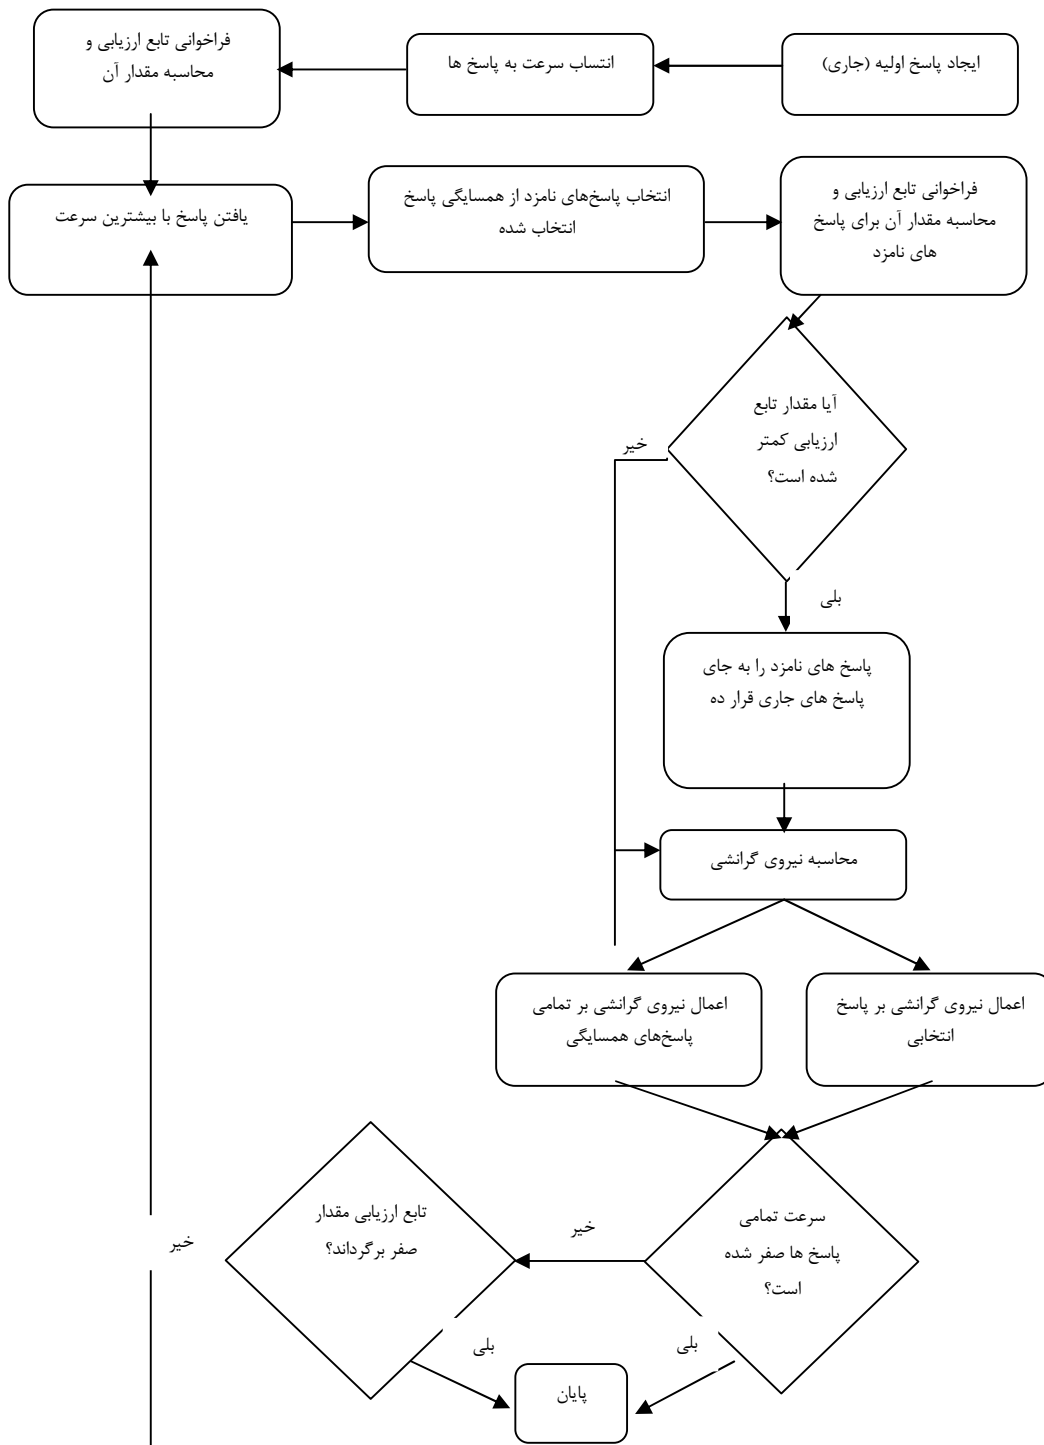 ایجاد پاسخ اولیه (جاری)
انتساب سرعت به پاسخ ها
فراخوانی تابع ارزیابی و
محاسبه مقدار آن
یافتن پاسخ با بیشترین سرعت
انتخاب پاسخ‌های نامزد از همسایگی پاسخ
انتخاب شده
فراخوانی تابع ارزیابی و
محاسبه مقدار آن برای پاسخ
های نامزد
آیا مقدار تابع
ارزیابی کمتر
شده است؟
خیر
بلی
پاسخ های نامزد را به جای
پاسخ های جاری قرار ده
محاسبه نیروی گرانشی
اعمال نیروی گرانشی بر پاسخ
انتخابی
اعمال نیروی گرانشی بر تمامی
پاسخ‌های همسایگی
سرعت تمامی
پاسخ ها صفر شده
است؟
خیر
بلی
تابع ارزیابی مقدار
صفر برگرداند؟
خیر
بلی
پایان